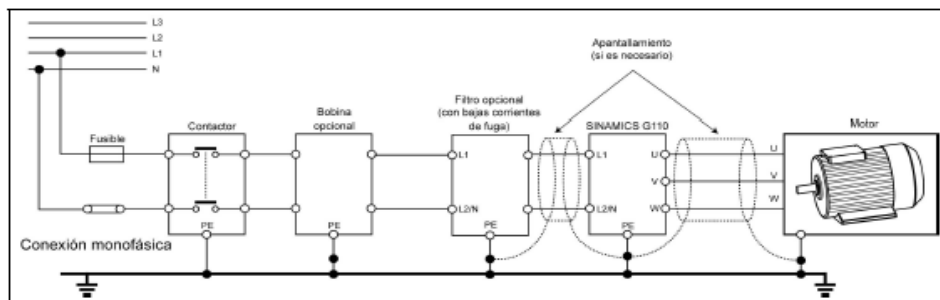 L3
L2
L1
N
Apantallamiento
(si es necesario)
Fusible
Contactor
Bobina
opcional
Filtro opcional
(con bajas corrientes
de fuga)
SINAMICS G110
Motor
L1
L1
U
U
V
V
L2/N
L2/N
W
W
PE
PE
PE
PE
Conexión monofásica